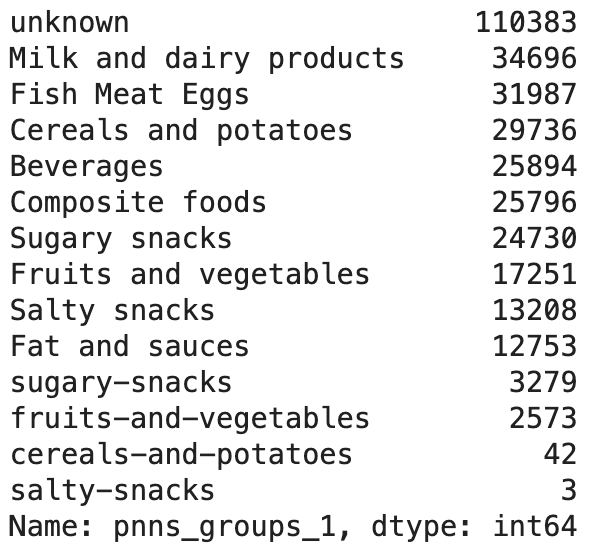 unknown 110383
Milk and dairy products 34696
Fish Meat Eggs 31987
Cereals and potatoes 29736
Beverages 25894
Composite foods 25796
Sugary snacks 24730
Fruits and vegetables 17251
Salty snacks 13208
Fat and sauces 12753
sugary-snacks 3279
fruits-and-vegetables 2573
cereals-and-potatoes 42
salty-snacks 3
Name: pnns_groups_1, dtype: int64